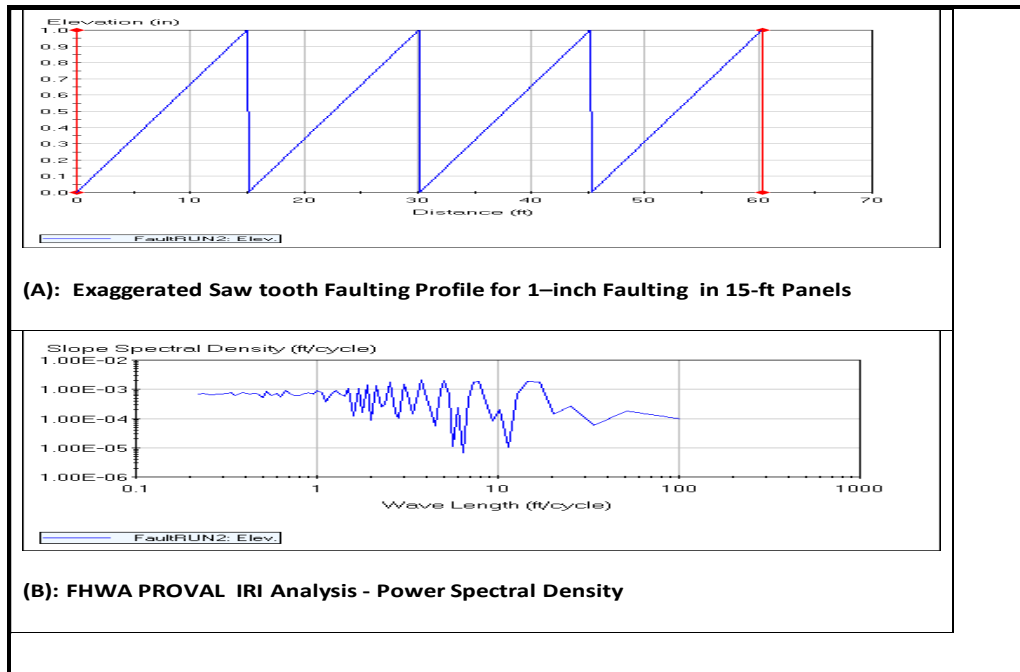 Elevation (in)
1.0
0.9
0.8
0.7
0.6
0.5
0.4
0.3
0.2
0.1
0.0
0 10 20 30 40 50 60 70
Distance (ft)
FaultRUN2: Elev.
(A): Exaggerated Saw tooth Faulting Profile for 1–inch Faulting in 15-ft Panels
Slope Spectral Density (ft/cycle)
1.00E-02
1.00E-03
1.00E-04
1.00E-05
1.00E-06
0.1 1 10 100 1000
Wave Length (ft/cycle)
FaultRUN2: Elev.
(B): FHWA PROVAL IRI Analysis - Power Spectral Density